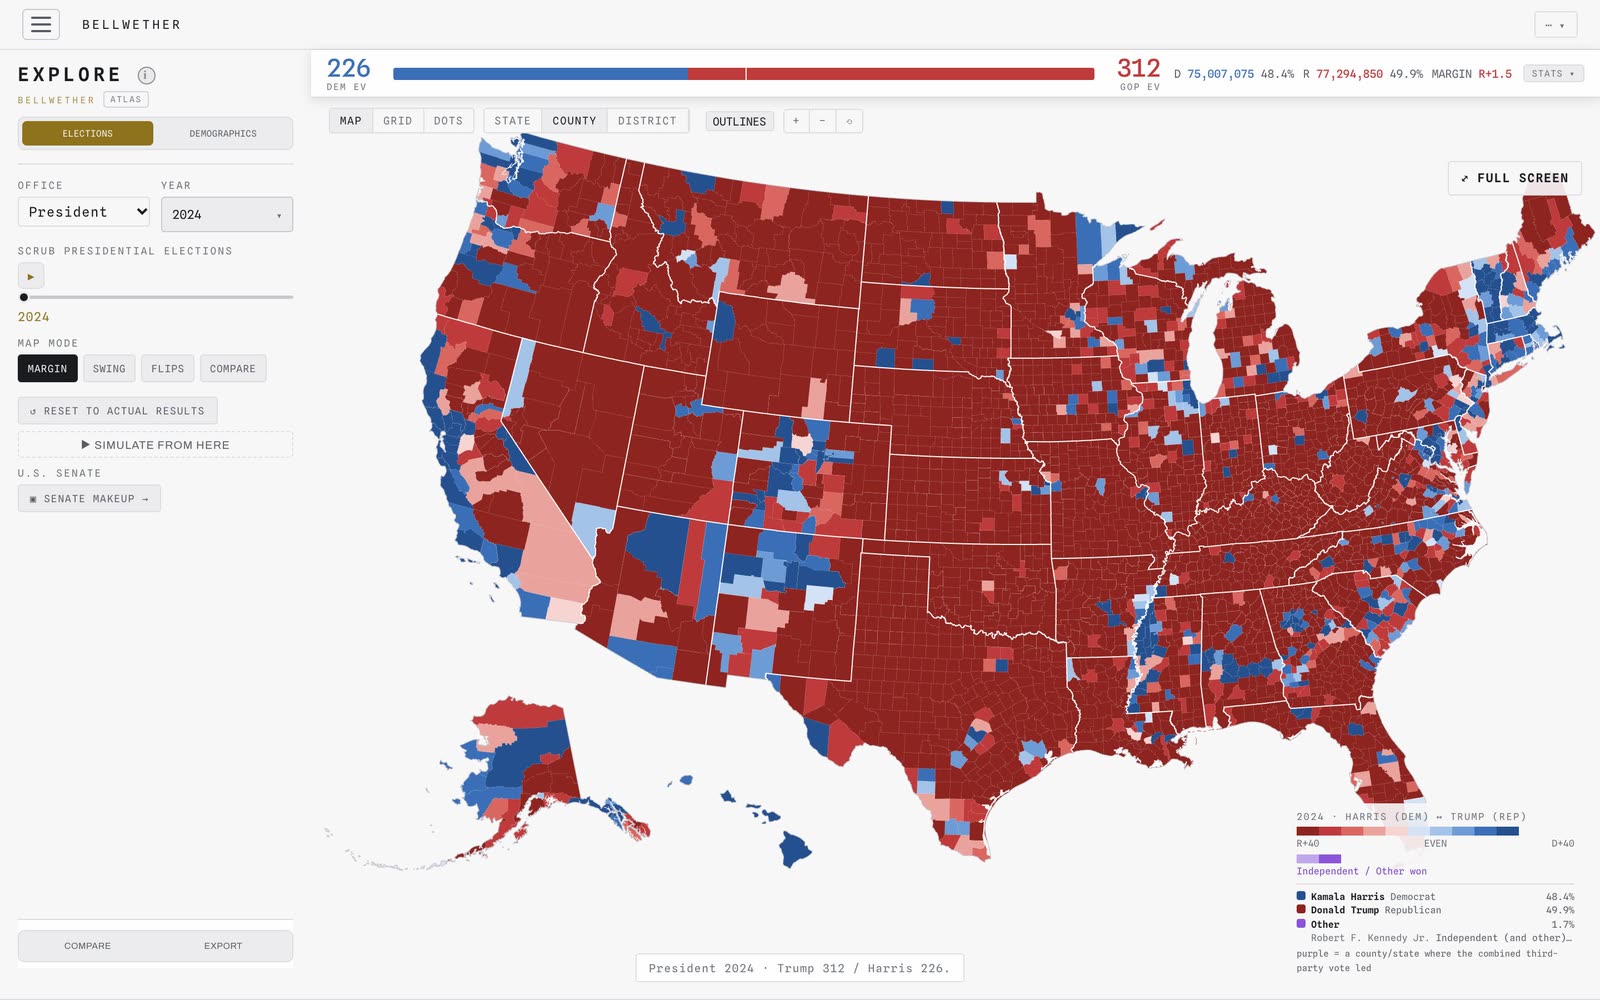 BELLWETHER
… ▾
EXPLORE i
BELLWETHER ATLAS
ELECTIONS DEMOGRAPHICS
OFFICE YEAR
President 2024 ▾
SCRUB PRESIDENTIAL ELECTIONS
▶
2024
MAP MODE
MARGIN SWING FLIPS COMPARE
↺ RESET TO ACTUAL RESULTS
▶ SIMULATE FROM HERE
U.S. SENATE
▣ SENATE MAKEUP →
COMPARE EXPORT
226
DEM EV
312
GOP EV
D 75,007,075 48.4% R 77,294,850 49.9% MARGIN R+1.5 STATS ▾
MAP GRID DOTS STATE COUNTY DISTRICT OUTLINES + − ⟲
⤢ FULL SCREEN
2024 · HARRIS (DEM) ↔ TRUMP (REP)
R+40 EVEN D+40
Independent / Other won
Kamala Harris Democrat 48.4%
Donald Trump Republican 49.9%
Other 1.7%
Robert F. Kennedy Jr. Independent (and other)…
purple = a county/state where the combined third-
party vote led
President 2024 · Trump 312 / Harris 226.